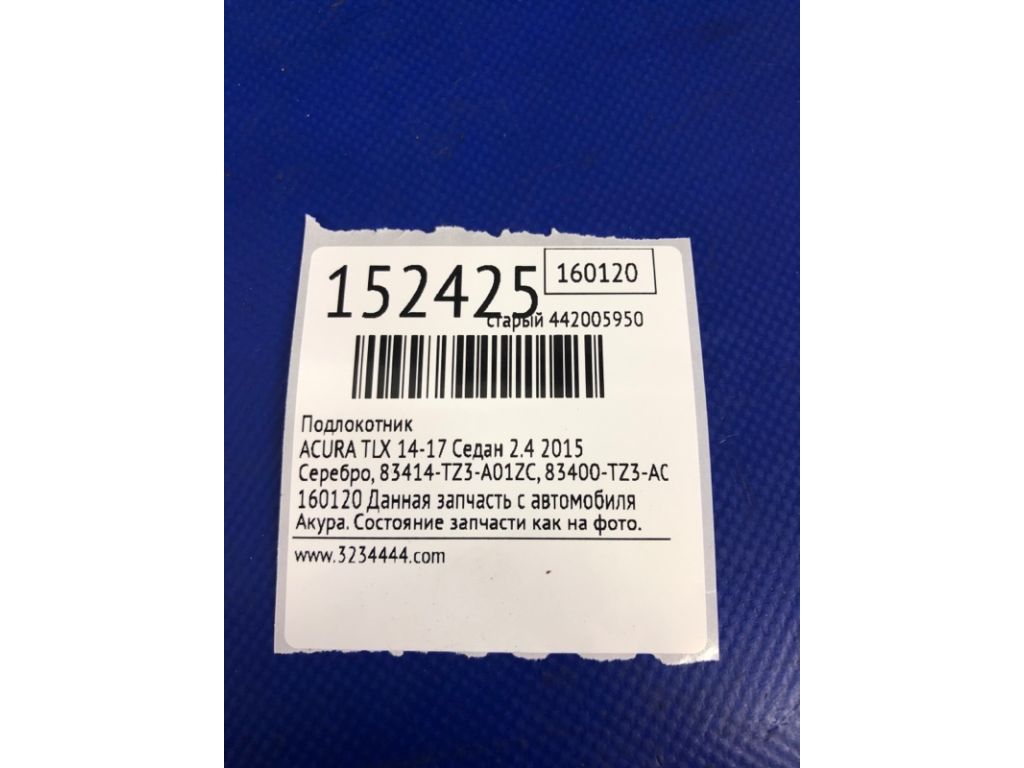 152425
160120
старый 442005950
Подлокотник
ACURA TLX 14-17 Седан 2.4 2015
Серебро, 83414-TZ3-A01ZC, 83400-TZ3-AC
160120 Данная запчасть с автомобиля
Акура. Состояние запчасти как на фото.
www.3234444.com